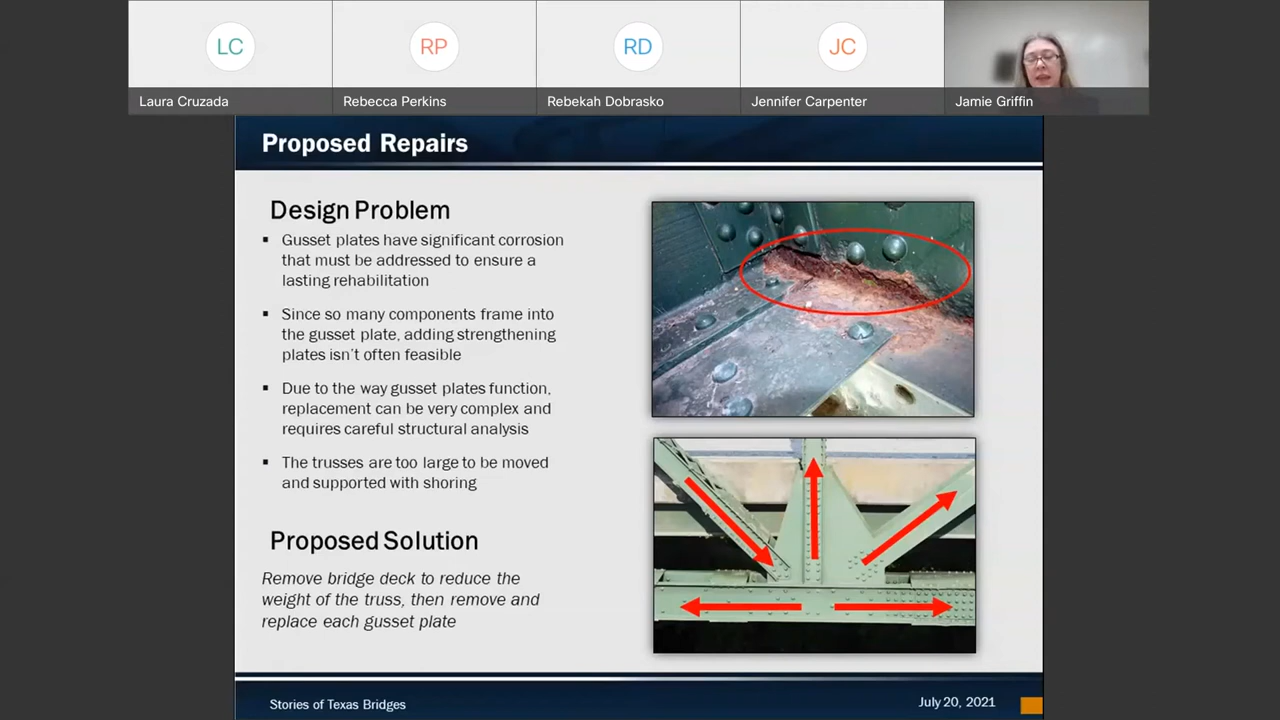 LC
RP
RD
JC
Laura Cruzada
Rebecca Perkins
Rebekah Dobrasko
Jennifer Carpenter
Jamie Griffin
Proposed Repairs
Design Problem
▪ Gusset plates have significant corrosion
that must be addressed to ensure a
lasting rehabilitation
▪ Since so many components frame into
the gusset plate, adding strengthening
plates isn't often feasible
▪ Due to the way gusset plates function,
replacement can be very complex and
requires careful structural analysis
▪ The trusses are too large to be moved
and supported with shoring
Proposed Solution
Remove bridge deck to reduce the
weight of the truss, then remove and
replace each gusset plate
Stories of Texas Bridges
July 20, 2021